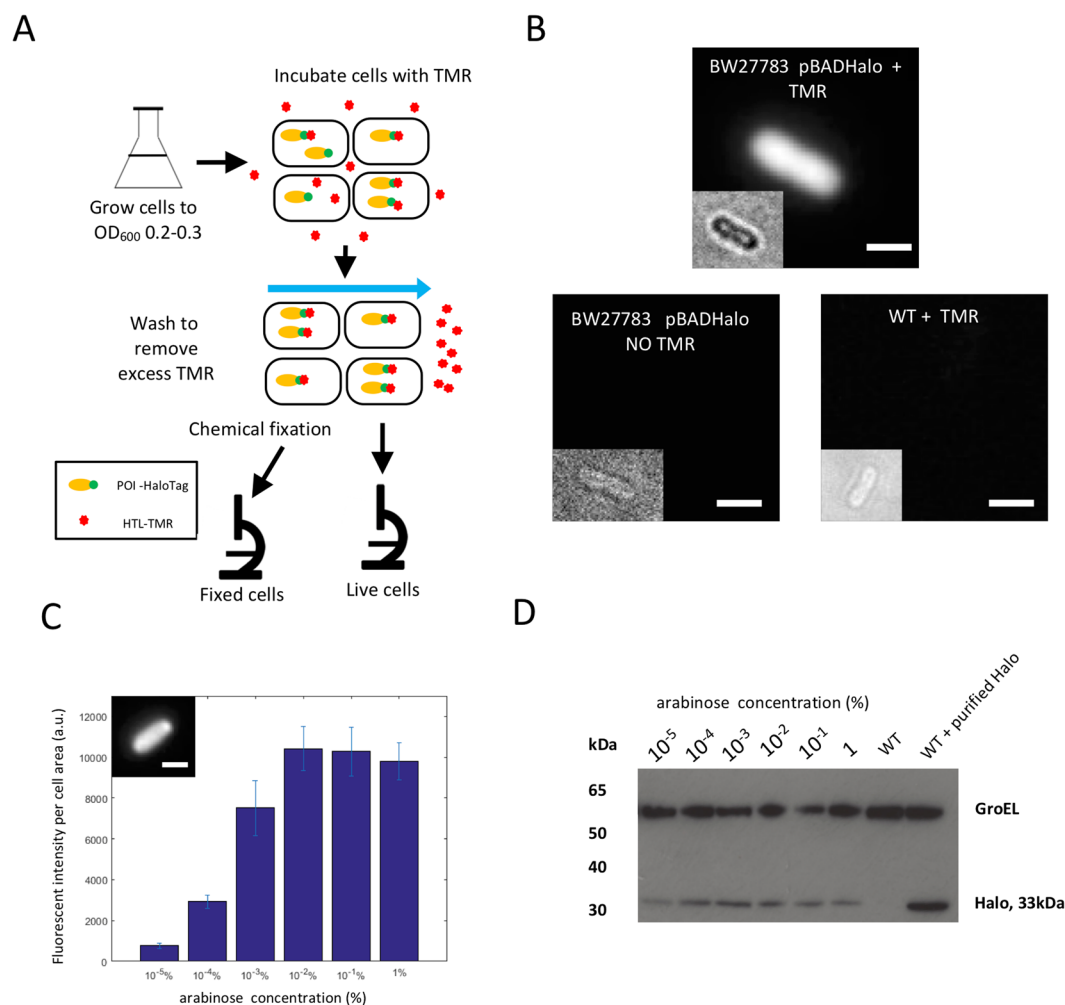 A
Incubate cells with TMR
Grow cells to
OD600 0.2-0.3
Wash to
remove
excess TMR
Chemical fixation
POI -HaloTag
HTL-TMR
Fixed cells
Live cells
B
BW27783 pBADHalo +
TMR
BW27783 pBADHalo
NO TMR
WT + TMR
C
Fluorescent intensity per cell area (a.u.)
12000
10000
8000
6000
4000
2000
0
10-5% 10-4% 10-3% 10-2% 10-1% 1%
arabinose concentration (%)
D
arabinose concentration (%)
kDa
10-5 10-4 10-3 10-2 10-1 1 WT WT + purified Halo
65
50
40
30
GroEL
Halo, 33kDa